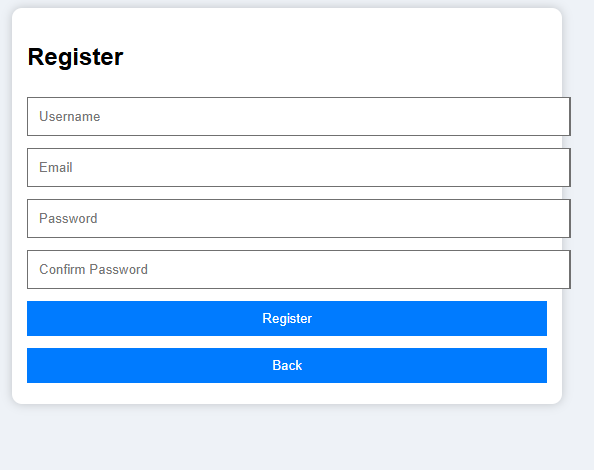 Register
Username
Email
Password
Confirm Password
Register
Back